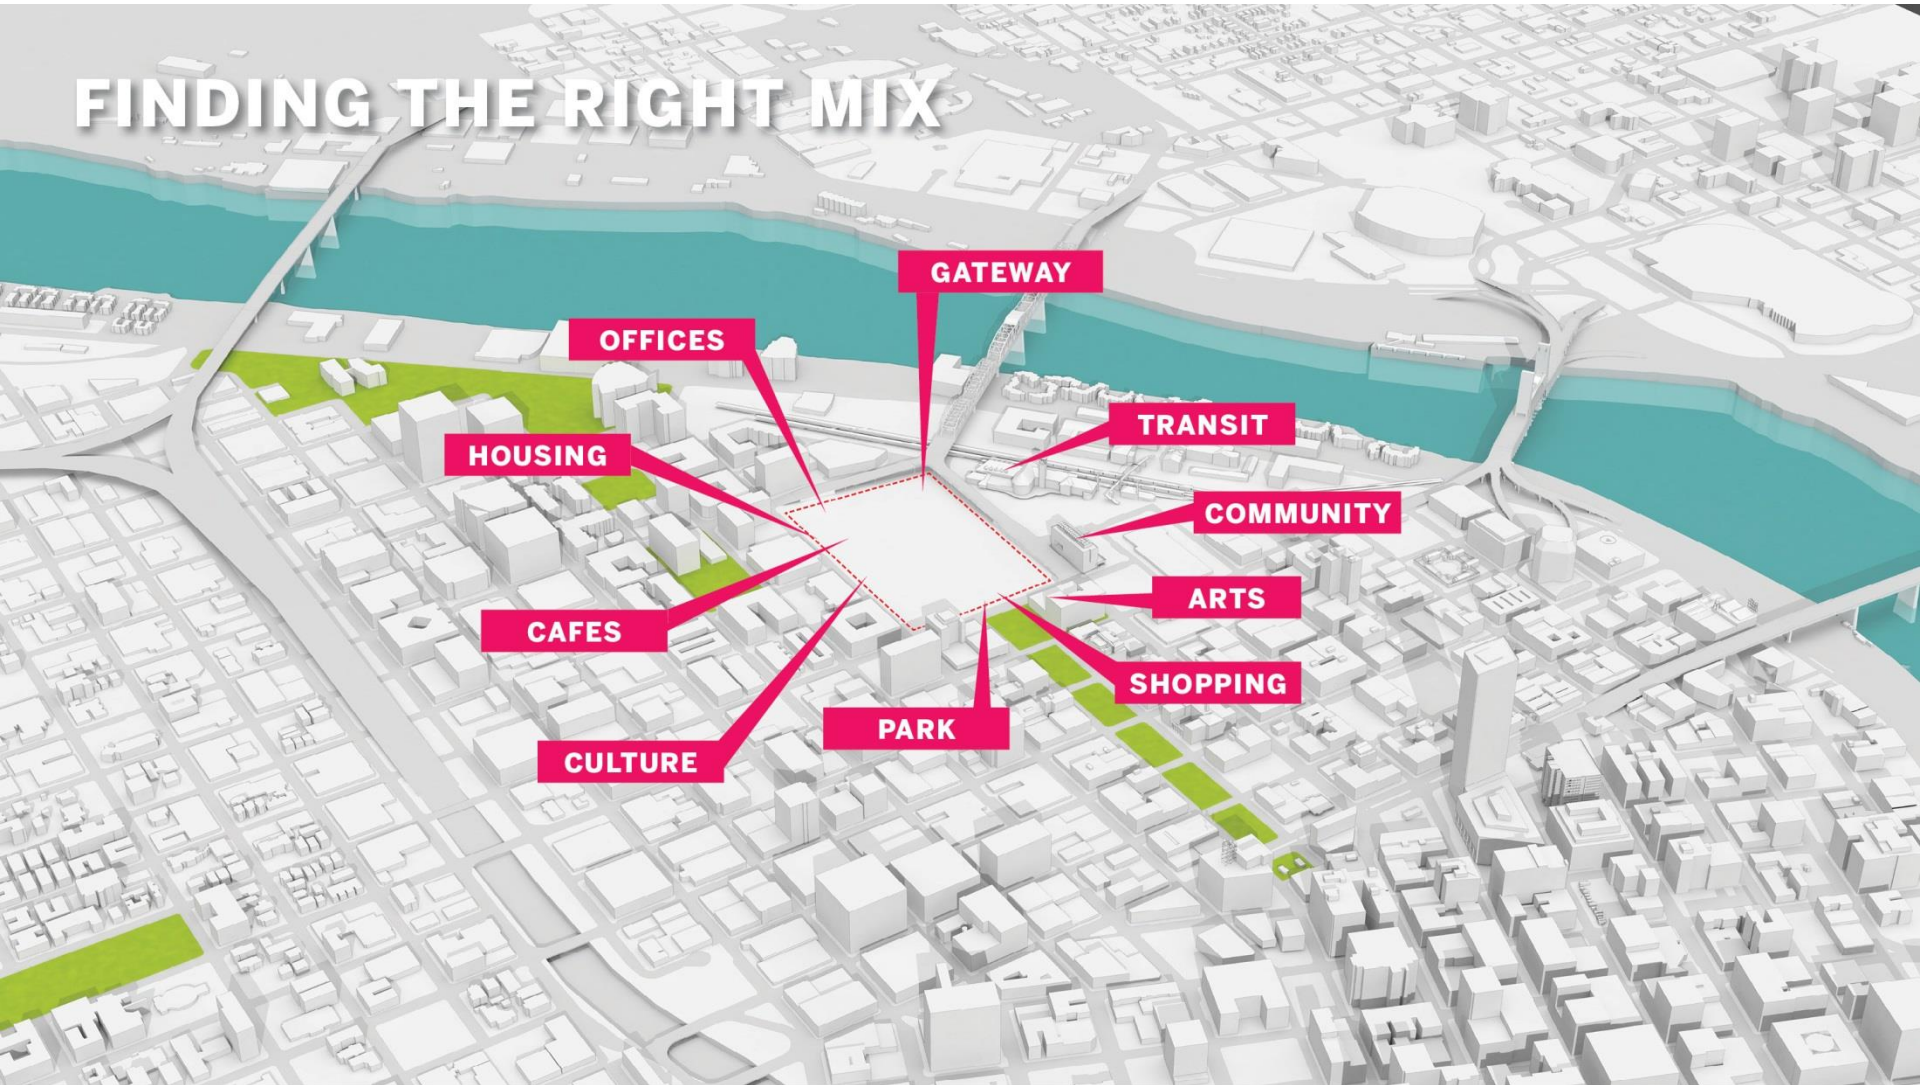 FINDING THE RIGHT MIX
GATEWAY
OFFICES
TRANSIT
HOUSING
COMMUNITY
ARTS
CAFES
SHOPPING
PARK
CULTURE